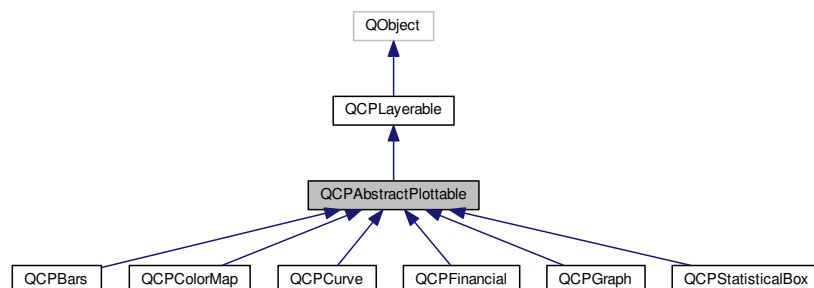 QObject
QCPLayerable
QCPAbstractPlottable
QCPBars
QCPColorMap
QCPCurve
QCPFinancial
QCPGraph
QCPStatisticalBox